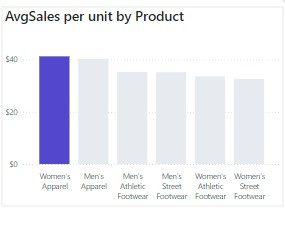 AvgSales per unit by Product
$40
$20
$0
Women's Apparel
Men's Apparel
Men's Athletic Footwear
Men's Street Footwear
Women's Athletic Footwear
Women's Street Footwear